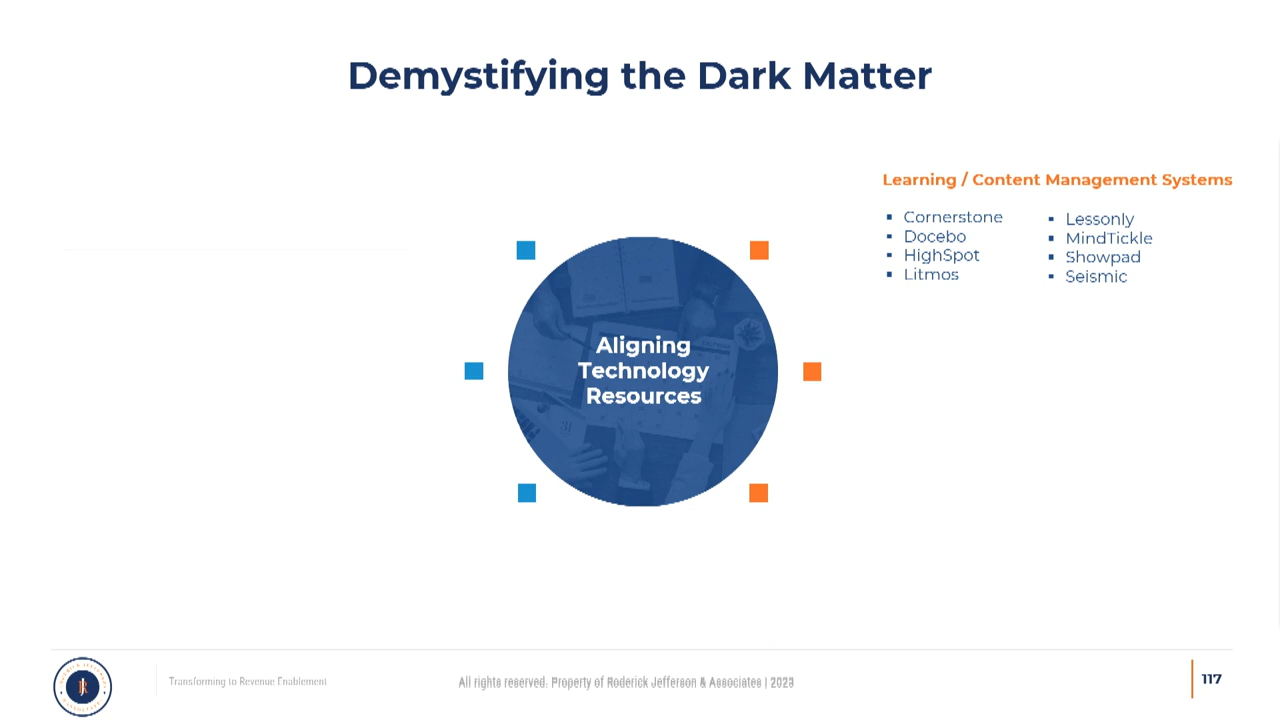 Demystifying the Dark Matter
Learning / Content Management Systems
Cornerstone
Docebo
HighSpot
Litmos
Lessonly
MindTickle
Showpad
Seismic
Aligning
Technology
Resources
Transforming to Revenue Enablement
All rights reserved. Property of Roderick Jefferson & Associates | 2023
117